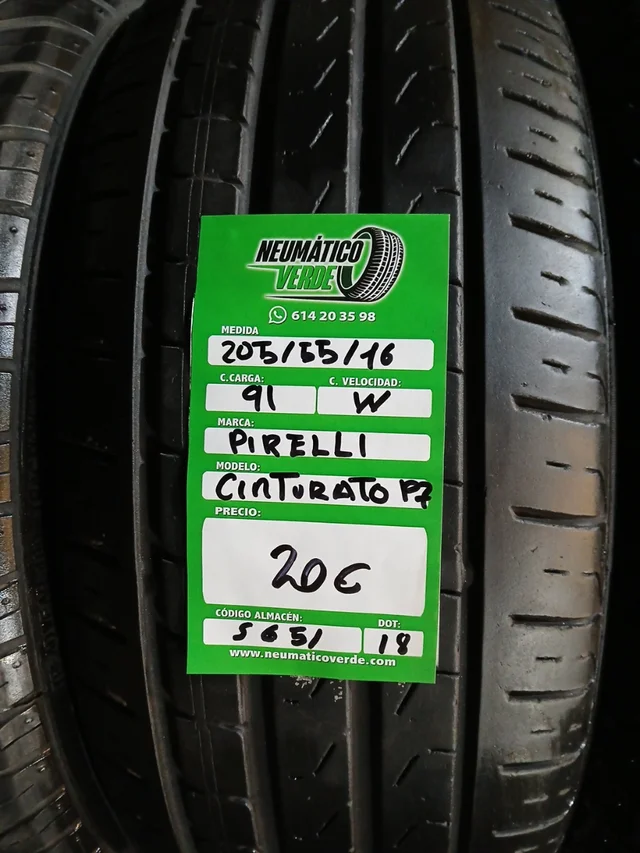 NEUMÁTICO
VERDE
614 20 35 98
MEDIDA
205/55/16
C.CARGA: C. VELOCIDAD:
91 W
MARCA:
PIRELLI
MODELO:
CINTURATO P7
PRECIO:
20€
CÓDIGO ALMACÉN: DOT:
5651 18
www.neumaticoverde.com